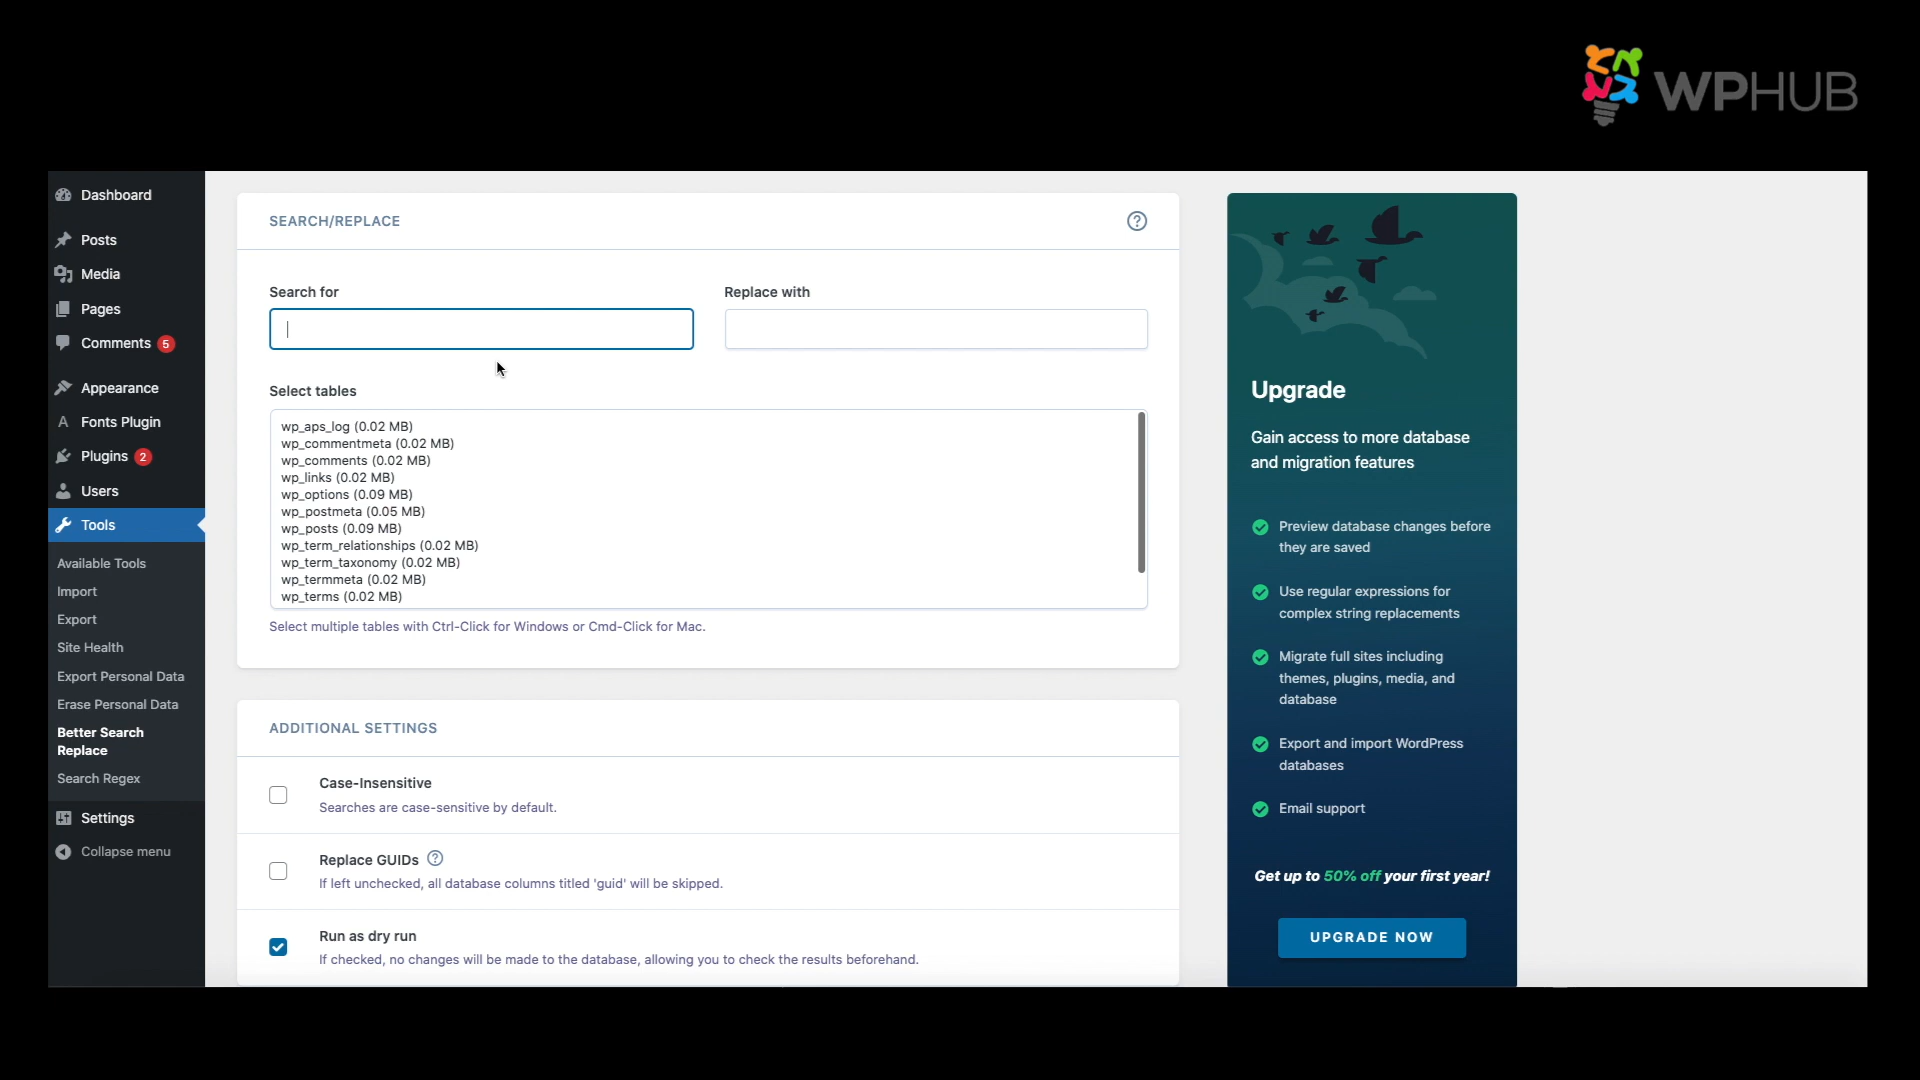 WPHUB
Dashboard
Posts
Media
Pages
Comments 5
Appearance
Fonts Plugin
Plugins 2
Users
Tools
Available Tools
Import
Export
Site Health
Export Personal Data
Erase Personal Data
Better Search
Replace
Search Regex
Settings
Collapse menu
SEARCH/REPLACE
Search for
Replace with
Select tables
wp_aps_log (0.02 MB)
wp_commentmeta (0.02 MB)
wp_comments (0.02 MB)
wp_links (0.02 MB)
wp_options (0.09 MB)
wp_postmeta (0.05 MB)
wp_posts (0.09 MB)
wp_term_relationships (0.02 MB)
wp_term_taxonomy (0.02 MB)
wp_termmeta (0.02 MB)
wp_terms (0.02 MB)
Select multiple tables with Ctrl-Click for Windows or Cmd-Click for Mac.
ADDITIONAL SETTINGS
Case-Insensitive
Searches are case-sensitive by default.
Replace GUIDs
If left unchecked, all database columns titled 'guid' will be skipped.
Run as dry run
If checked, no changes will be made to the database, allowing you to check the results beforehand.
Upgrade
Gain access to more database
and migration features
Preview database changes before
they are saved
Use regular expressions for
complex string replacements
Migrate full sites including
themes, plugins, media, and
database
Export and import WordPress
databases
Email support
Get up to 50% off your first year!
UPGRADE NOW